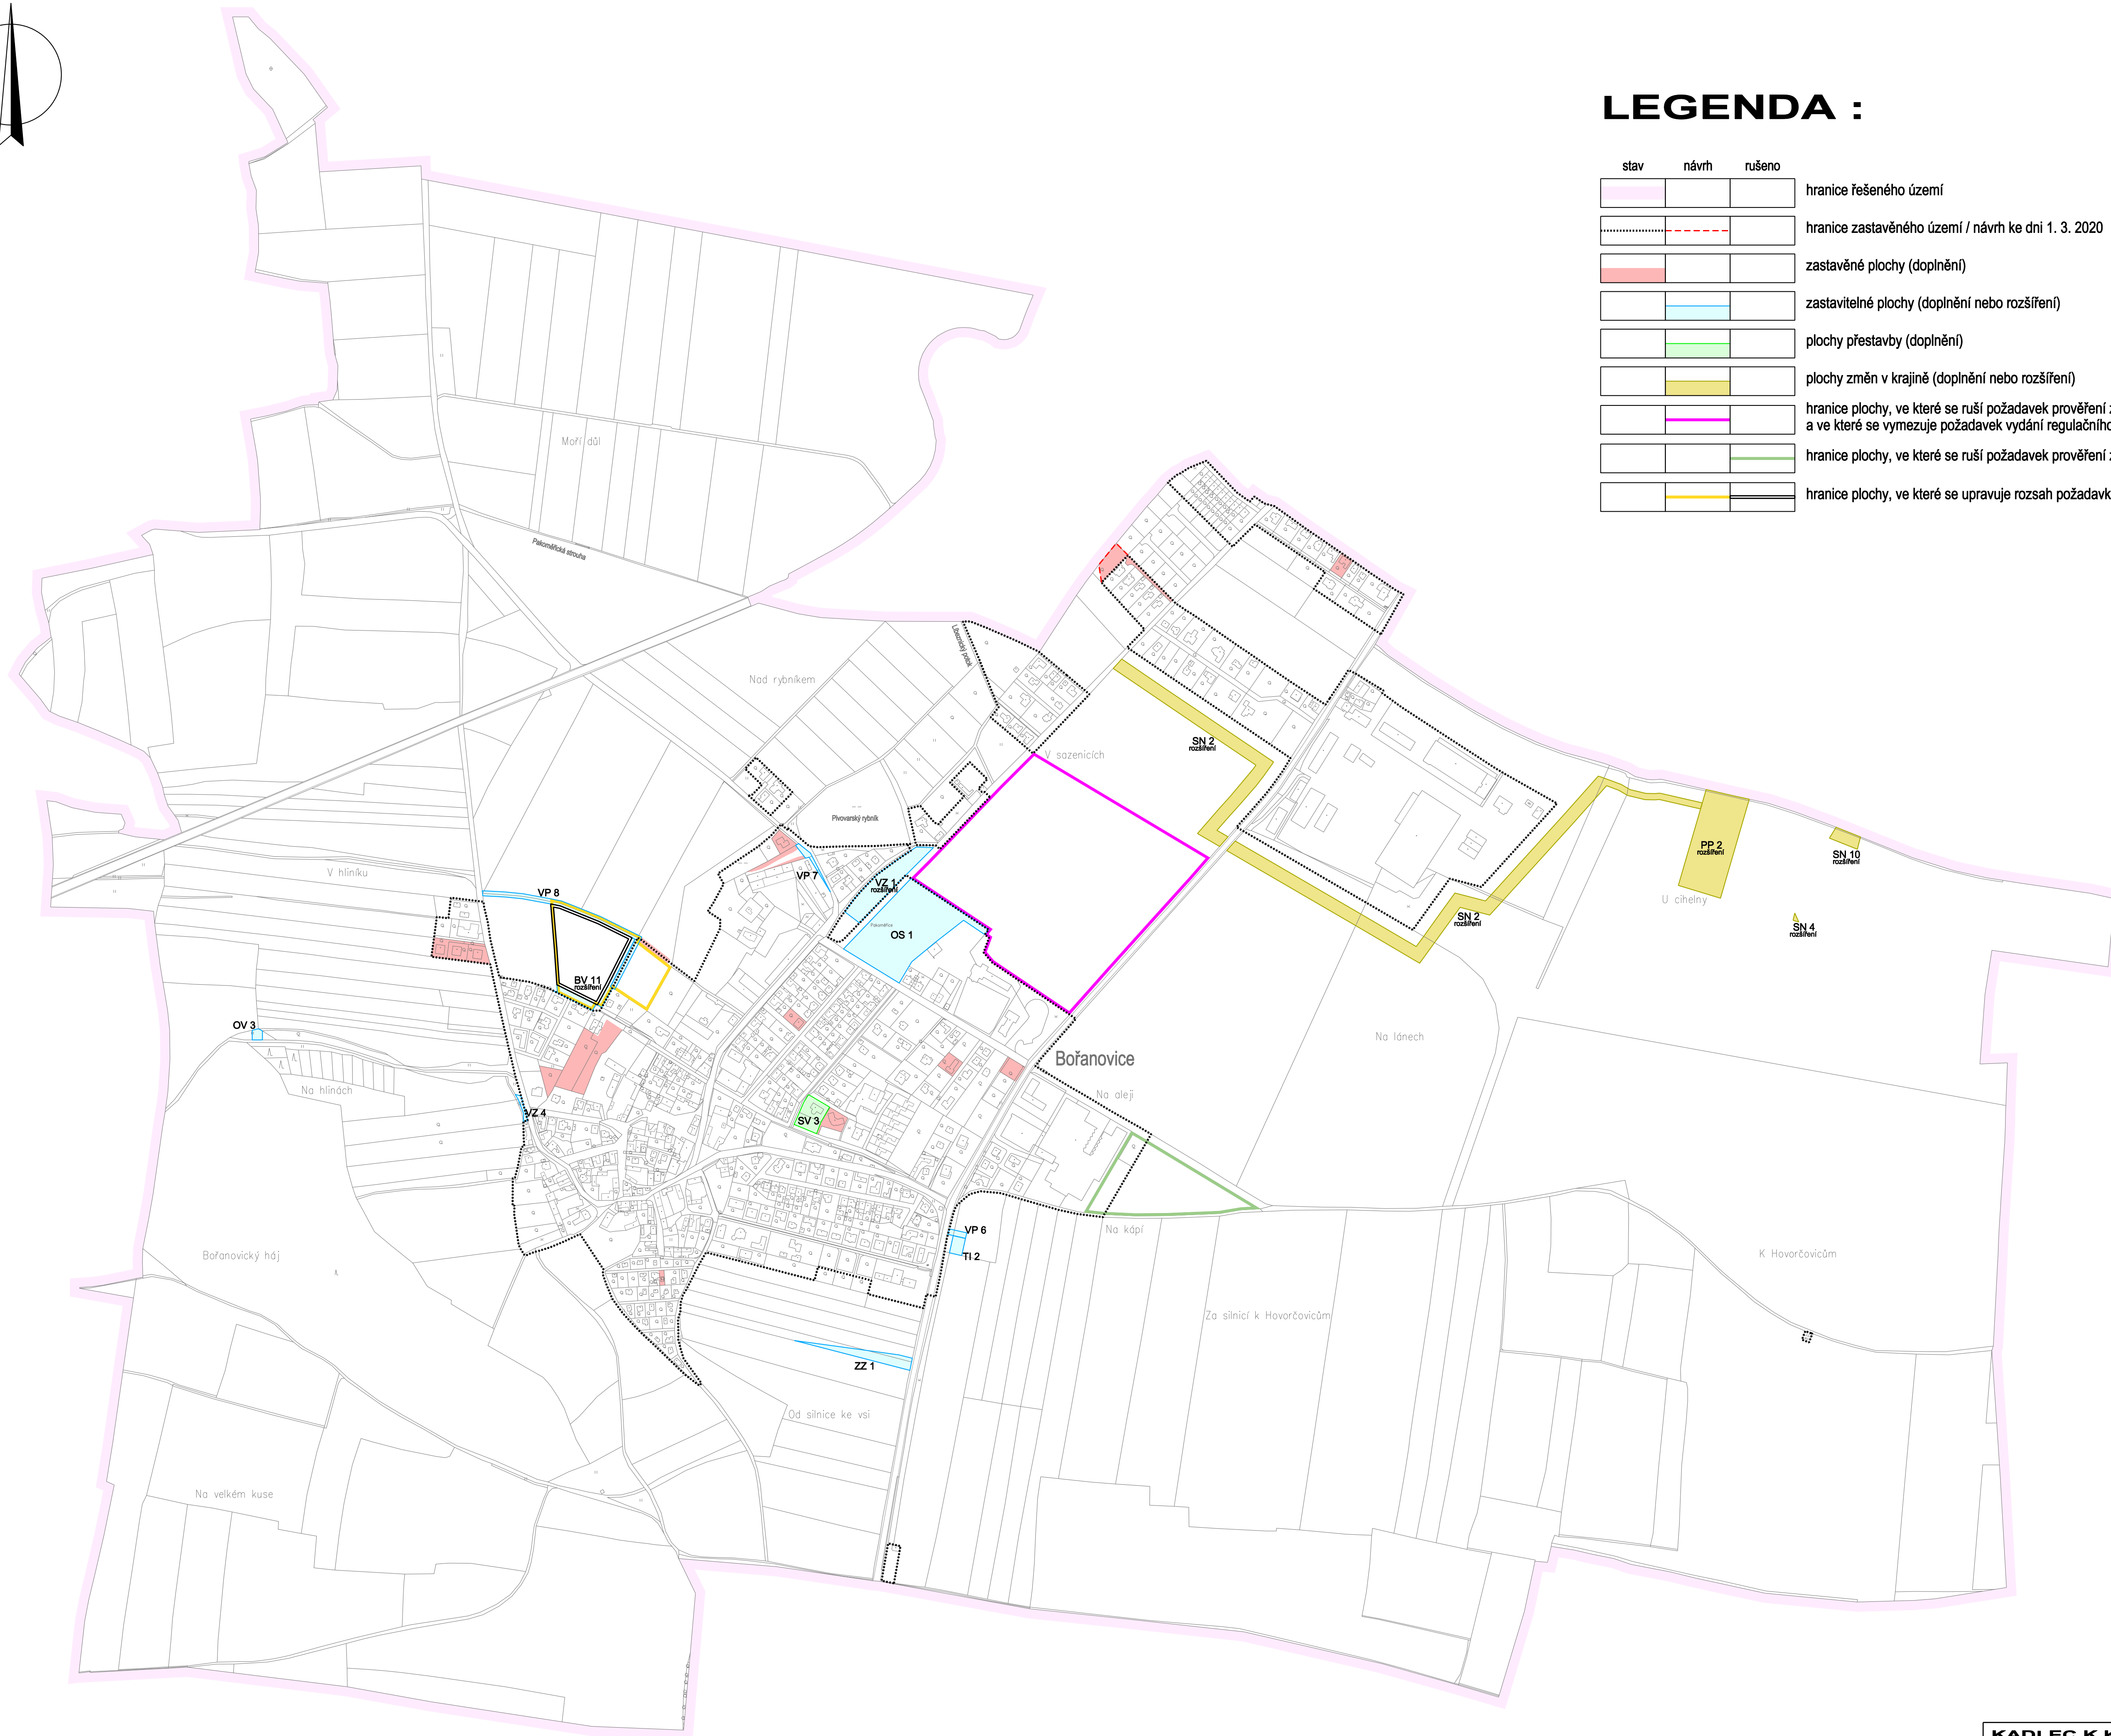 LEGENDA :
stav návrh rušeno
hranice řešeného území
hranice zastavěného území / návrh ke dni 1. 3. 2020
zastavěné plochy (doplnění)
zastavitelné plochy (doplnění nebo rozšíření)
plochy přestavby (doplnění)
plochy změn v krajině (doplnění nebo rozšíření)
hranice plochy, ve které se ruší požadavek prověření
a ve které se vymezuje požadavek vydání
hranice plochy, ve které se ruší požadavek prověření
hranice plochy, ve které se upravuje rozsah
Moří důl
Pakoměřická strouha
Líbeznický potok
Nad rybníkem
V sazenicích
SN 2
rozšíření
Pivovarský rybník
PP 2
rozšíření
SN 10
rozšíření
V hliníku
VP 7
VZ 1
rozšíření
VP 8
U cihelny
SN 2
rozšíření
SN 4
rozšíření
Pakoměřice
OS 1
BV 11
rozšíření
OV 3
Na lánech
Bořanovice
Na hlinách
Na aleji
VZ 4
SV 3
Na kápí
VP 6
TI 2
Bořanovický háj
K Hovorčovicům
Za silnicí k Hovorčovicům
ZZ 1
Od silnice ke vsi
Na velkém kuse
KADLEC K.K.